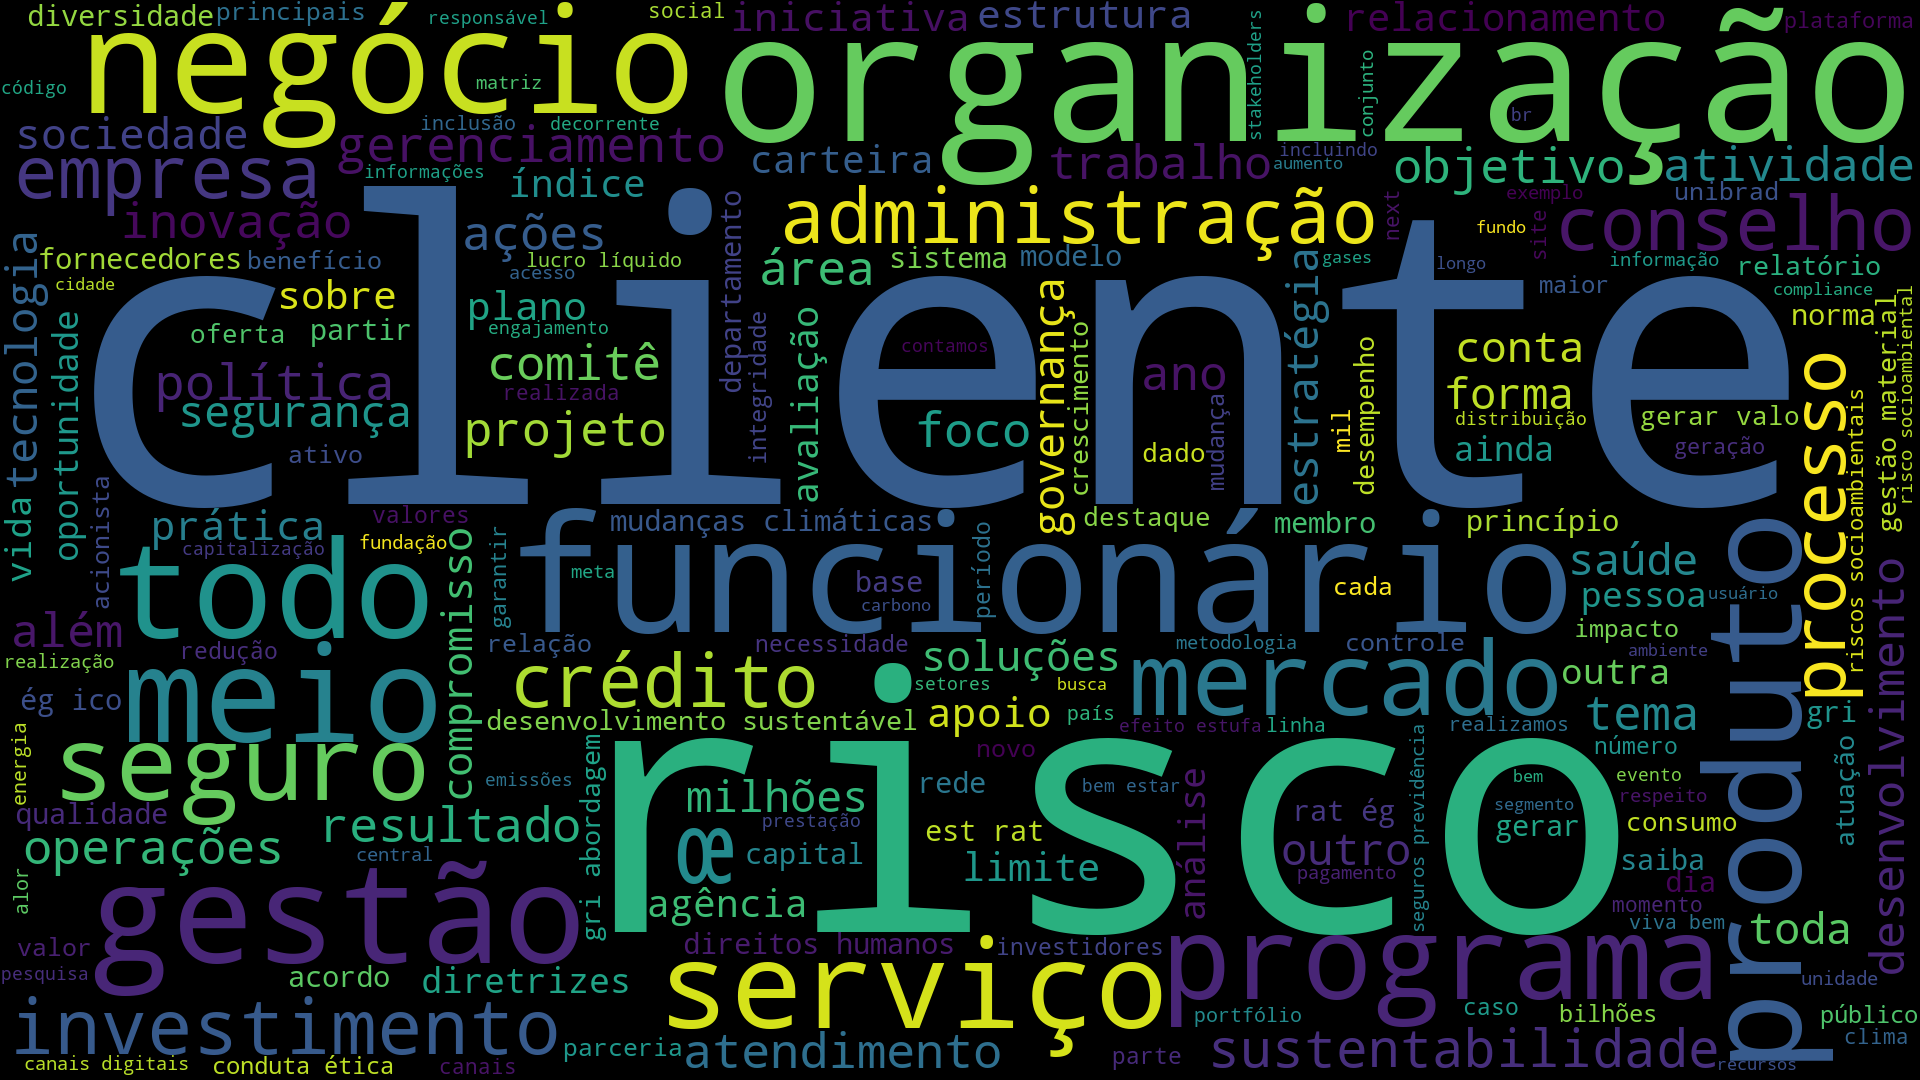 diversidade
principais
responsável
social
iniciativa
estrutura
relacionamento
plataforma
negócio
organização
código
matriz
stakeholders
conjunto
br
sociedade
inclusão
decorrente
gerenciamento
empresa
informações
índice
carteira
trabalho
incluindo
aumento
objetivo
atividade
exemplo
unibrad
inovação
ações
departamento
administração
next
fundo
site
conselho
tecnologia
fornecedores
benefício
lucro líquido
acesso
área
sistema
modelo
gases
longo
informação
relatório
maior
compliance
cidade
sobre
plano
cliente
oportunidade
oferta
partir
engajamento
integridade
avaliação
governança
crescimento
estratégia
norma
gestão material
risco socioambiental
contamos
comitê
política
realizada
segurança
projeto
foco
ano
mudança
mil
desempenho
conta
forma
distribuição
gerar valo
processo
riscos socioambientais
ativo
dado
ainda
geração
vida
acionista
prática
valores
capitalização
fundação
compromisso
mudanças climáticas
destaque
membro
princípio
produto
desenvolvimento
todo
garantir
meta
funcionário
base
carbono
período
cada
saúde
pessoa
usuário
além
realização
redução
relação
necessidade
metodologia
controle
impacto
ambiente
ég ico
meio
crédito
soluções
setores
busca
mercado
outra
desenvolvimento sustentável
apoio
país
efeito estufa
linha
realizamos
tema
gri
energia
seguro
emissões
gri abordagem
risco
novo
número
rede
bem estar
análise
bem
evento
atuação
qualidade
milhões
prestação
est rat
rat ég
segmento
gerar
respeito
consumo
seguros previdência
operações
resultado
central
œ
capital
limite
outro
pagamento
saiba
dia
alor
agência
momento
viva bem
toda
gestão
valor
direitos humanos
investidores
programa
pesquisa
acordo
diretrizes
serviço
unidade
investimento
portfólio
caso
bilhões
público
clima
canais digitais
conduta ética
canais
parceria
atendimento
parte
sustentabilidade
recursos